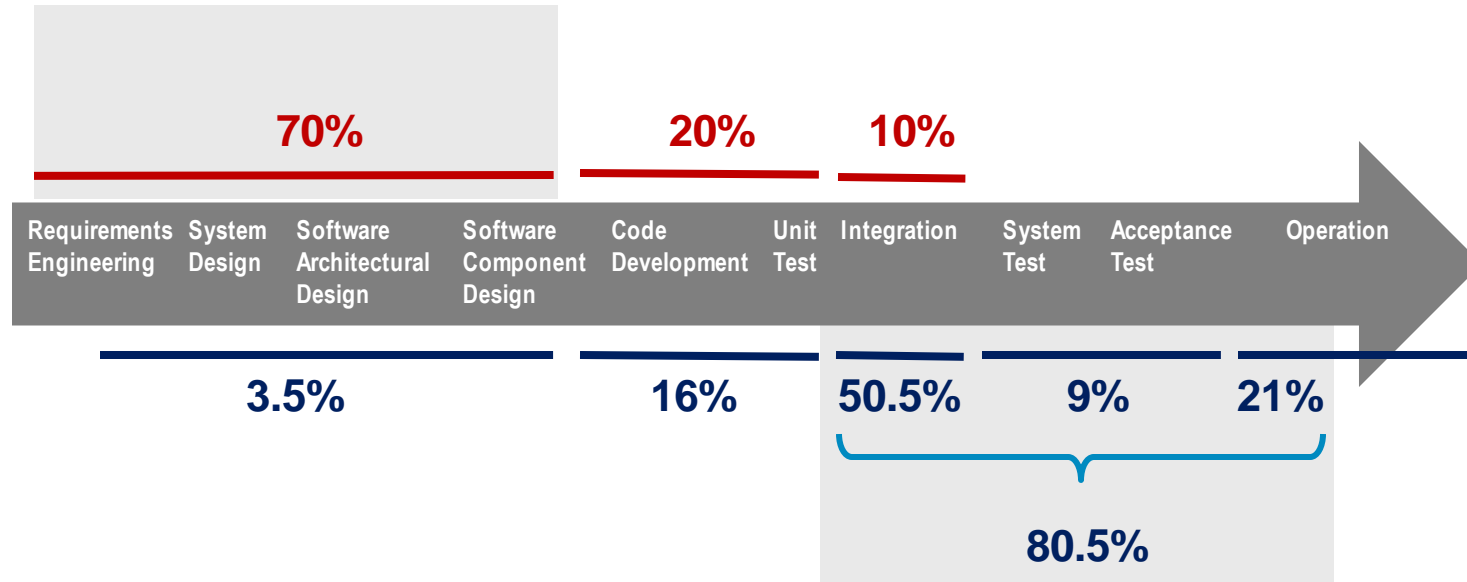 70%
20%
10%
Requirements Engineering
System Design
Software Architectural Design
Software Component Design
Code Development
Unit Test
Integration
System Test
Acceptance Test
Operation
3.5%
16%
50.5%
9%
21%
80.5%